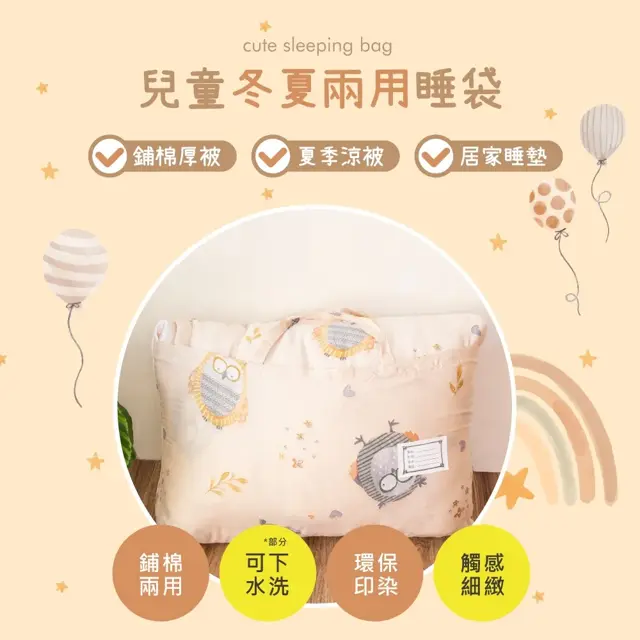 cute sleeping bag
兒童冬夏兩用睡袋
鋪棉厚被
夏季涼被
居家睡墊
鋪棉
兩用
*部分
可下
水洗
環保
印染
觸感
細緻